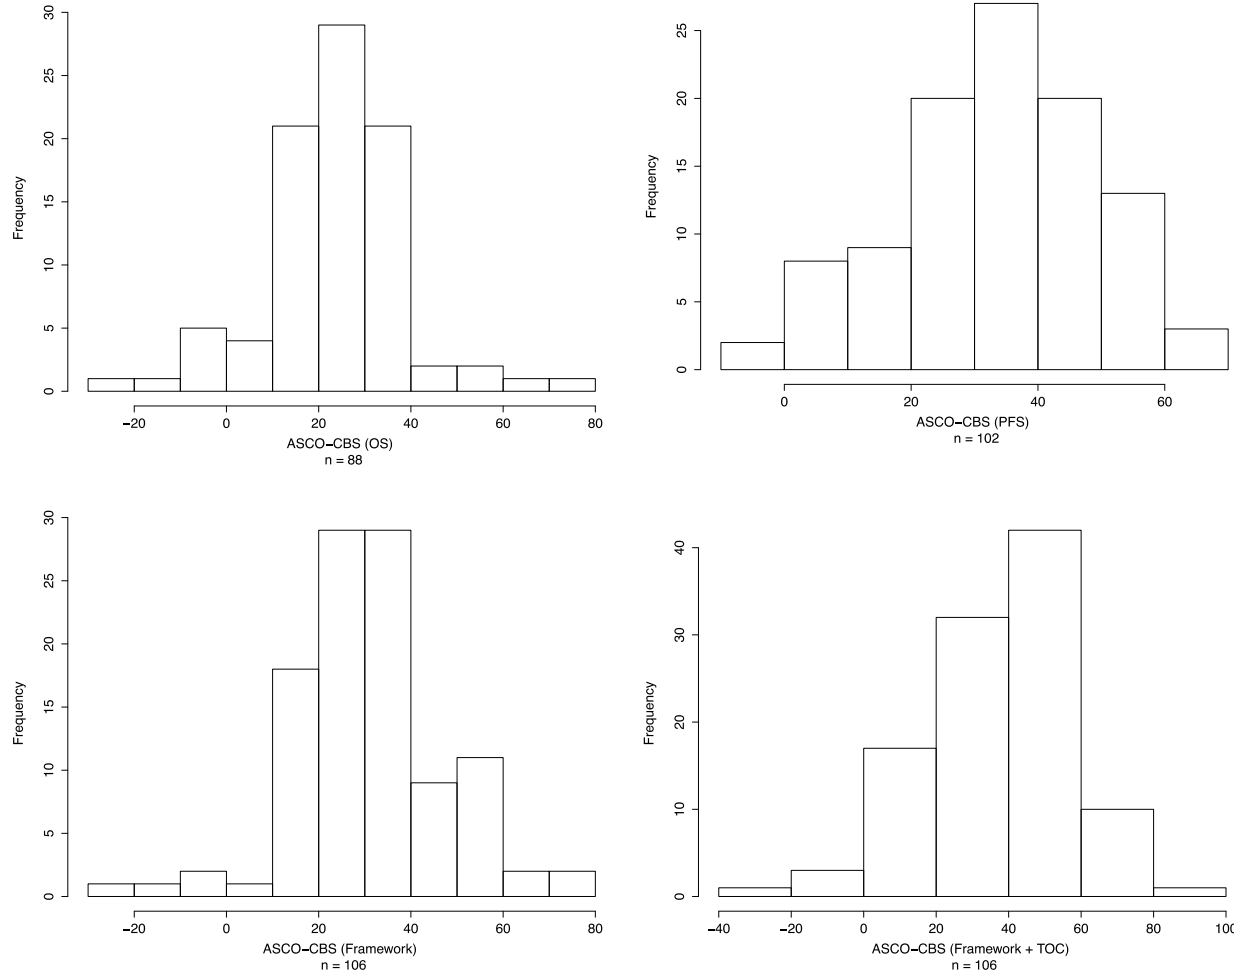 30
25
20
15
10
5
0
Frequency
−20 0 20 40 60 80
ASCO−CBS (OS)
n = 88
25
20
15
10
5
0
Frequency
0 20 40 60
ASCO−CBS (PFS)
n = 102
30
25
20
15
10
5
0
Frequency
−20 0 20 40 60 80
ASCO−CBS (Framework)
n = 106
40
30
20
10
0
Frequency
−40 −20 0 20 40 60 80 100
ASCO−CBS (Framework + TOC)
n = 106